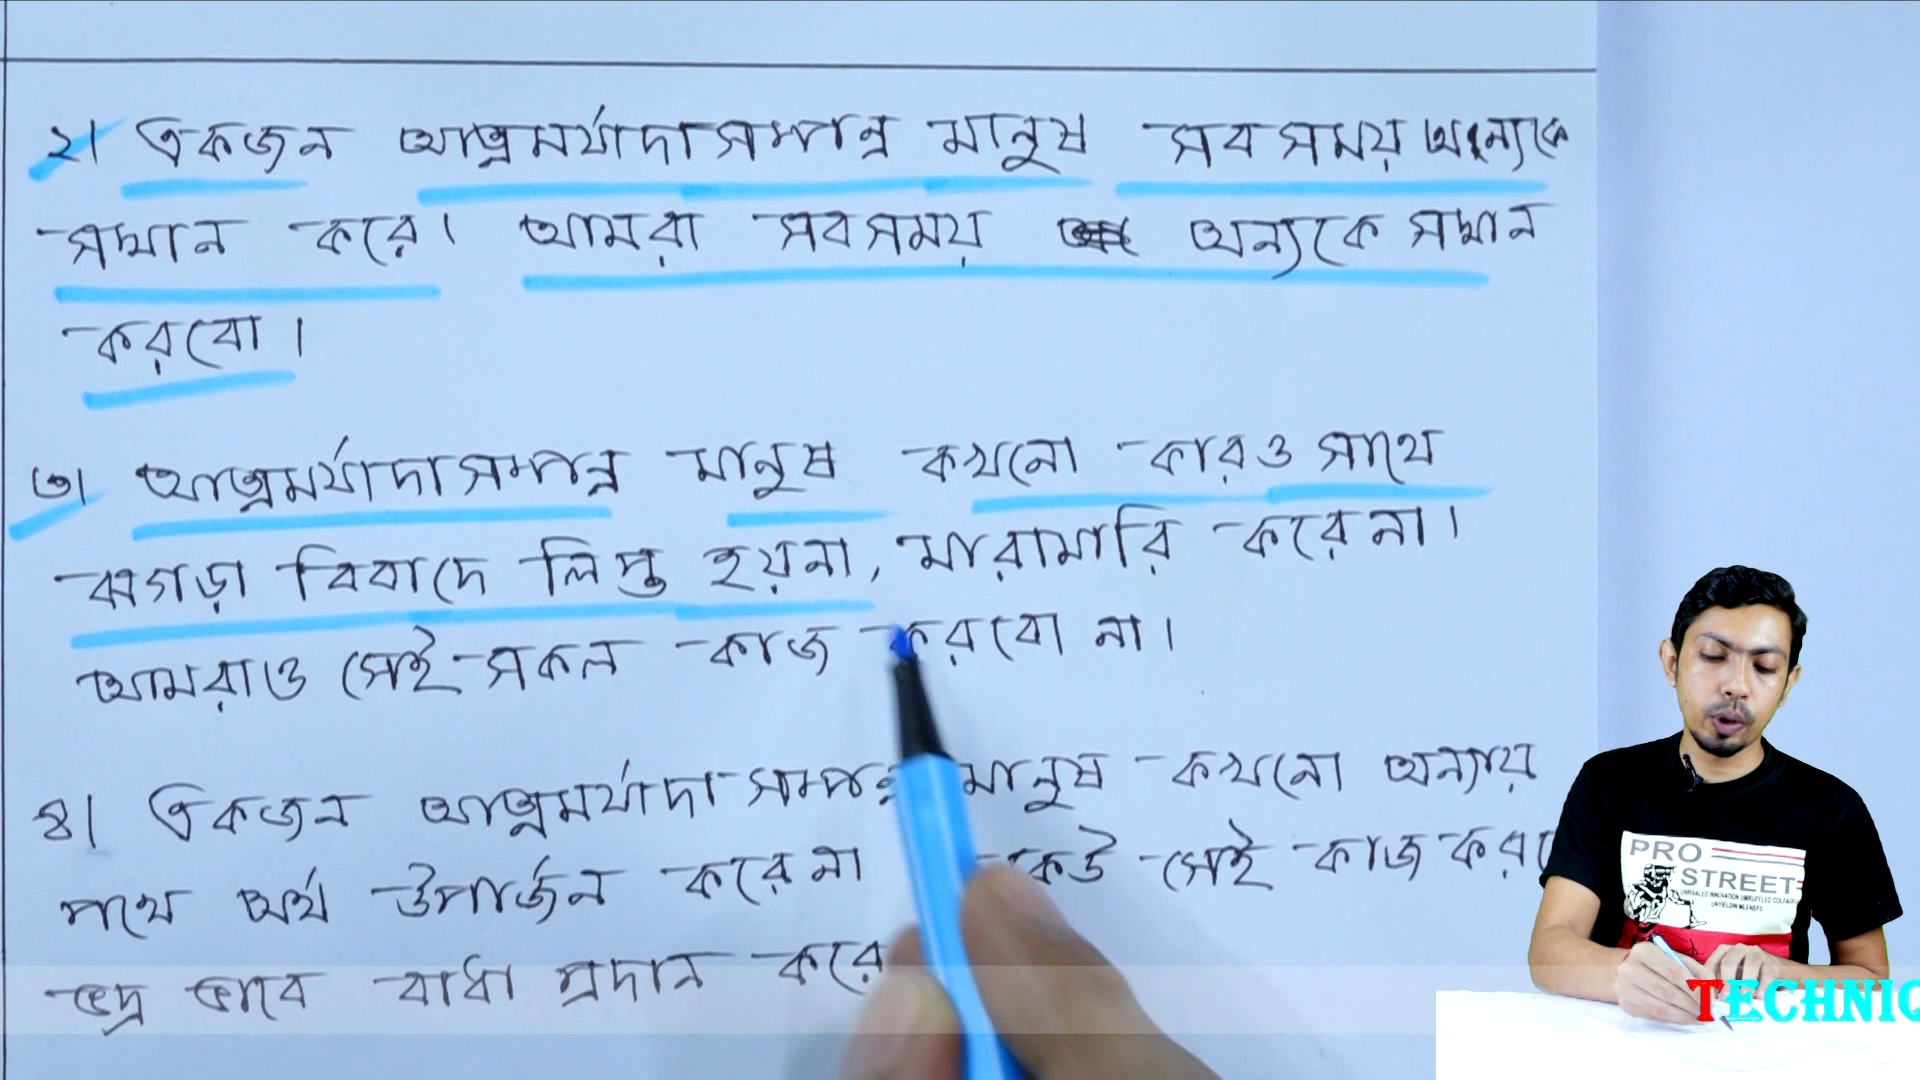 ২। একজন আত্মমর্যাদাসম্পন্ন মানুষ সবসময় অন্যকে
সম্মান করে। আমরা সবসময় অন্যকে সম্মান
করবো।
৩। আত্মমর্যাদাসম্পন্ন মানুষ কখনো কারও সাথে
ঝগড়া বিবাদে লিপ্ত হয়না, মারামারি করেনা।
আমরাও সেই সকল কাজ করবো না।
৪। একজন আত্মমর্যাদাসম্পন্ন মানুষ কখনো অন্যায়
পথে অর্থ উপার্জন করেনা কেউ সেই কাজ
ভদ্র ভাবে বাধা প্রদান করে
PRO
STREET
TECHNIC